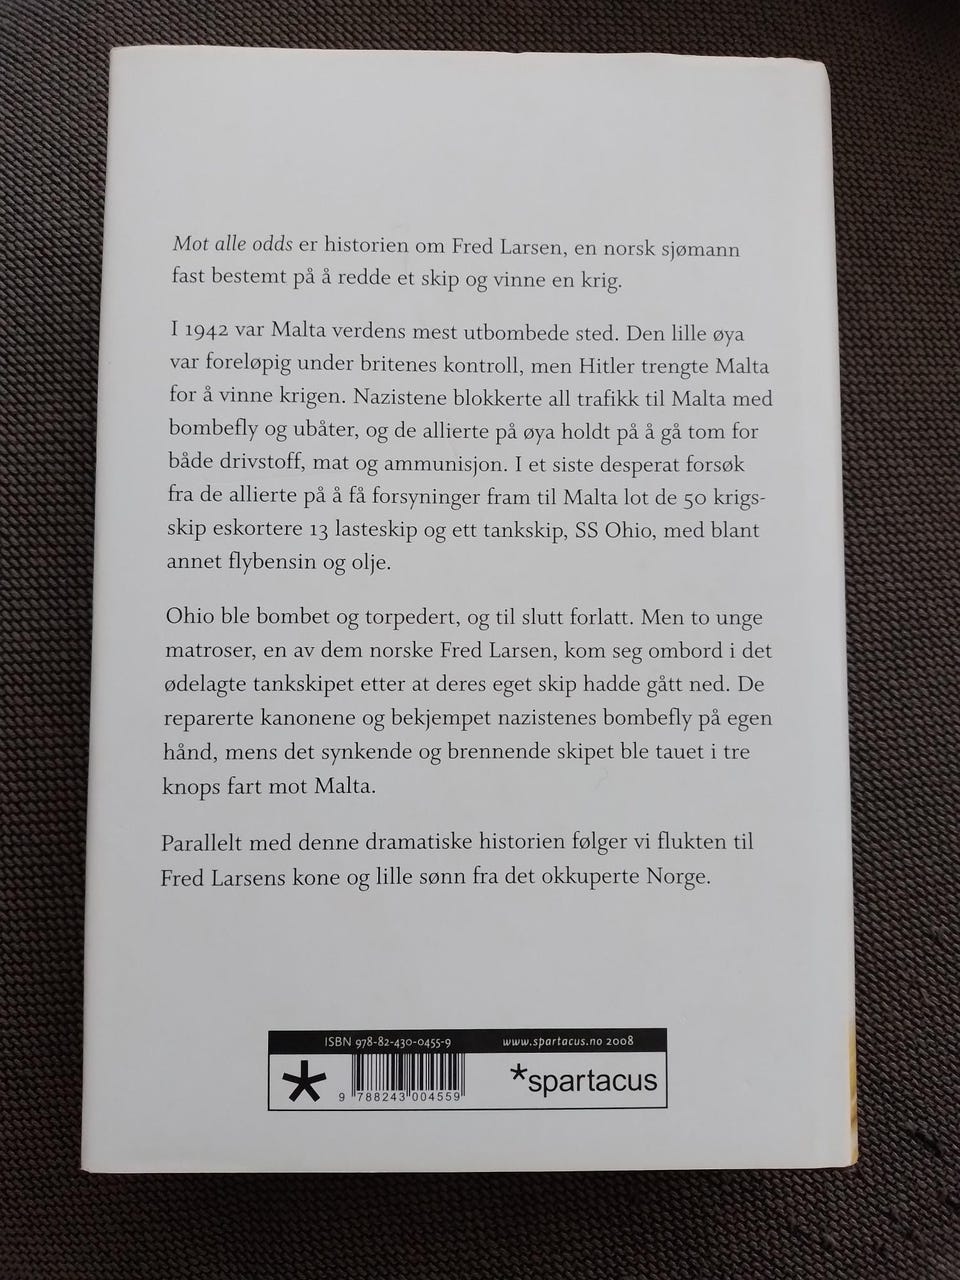 Mot alle odds er historien om Fred Larsen, en norsk sjømann
fast bestemt på å redde et skip og vinne en krig.
I 1942 var Malta verdens mest utbombede sted. Den lille øya
var foreløpig under britenes kontroll, men Hitler trengte Malta
for å vinne krigen. Nazistene blokkerte all trafikk til Malta med
bombefly og ubåter, og de allierte på øya holdt på å gå tom for
både drivstoff, mat og ammunisjon. I et siste desperat forsøk
fra de allierte på å få forsyninger fram til Malta lot de 50 krigs-
skip eskortere 13 lasteskip og ett tankskip, SS Ohio, med blant
annet flybensin og olje.
Ohio ble bombet og torpedert, og til slutt forlatt. Men to unge
matroser, en av dem norske Fred Larsen, kom seg ombord i det
ødelagte tankskipet etter at deres eget skip hadde gått ned. De
reparerte kanonene og bekjempet nazistenes bombefly på egen
hånd, mens det synkende og brennende skipet ble tauet i tre
knops fart mot Malta.
Parallelt med denne dramatiske historien følger vi flukten til
Fred Larsens kone og lille sønn fra det okkuperte Norge.
ISBN 978-82-430-0455-9 www.spartacus.no 2008
*spartacus
9 788243 004559